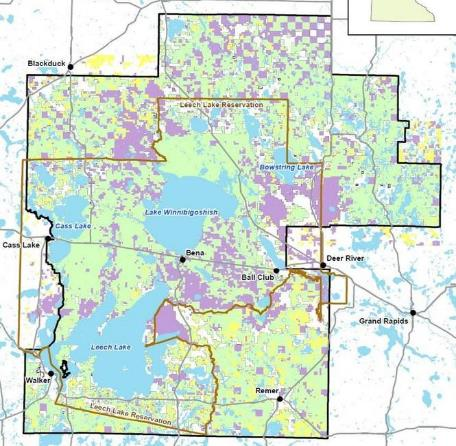 Blackduck
Leech Lake Reservation
Bowstring Lake
Lake Winnibigoshish
Cass Lake
Cass Lake
Bena
Deer River
Ball Club
Grand Rapids
Leech Lake
Walker
Remer
Leech Lake Reservation